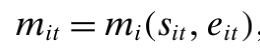 m_{it} = m_i(s_{it}, e_{it}),